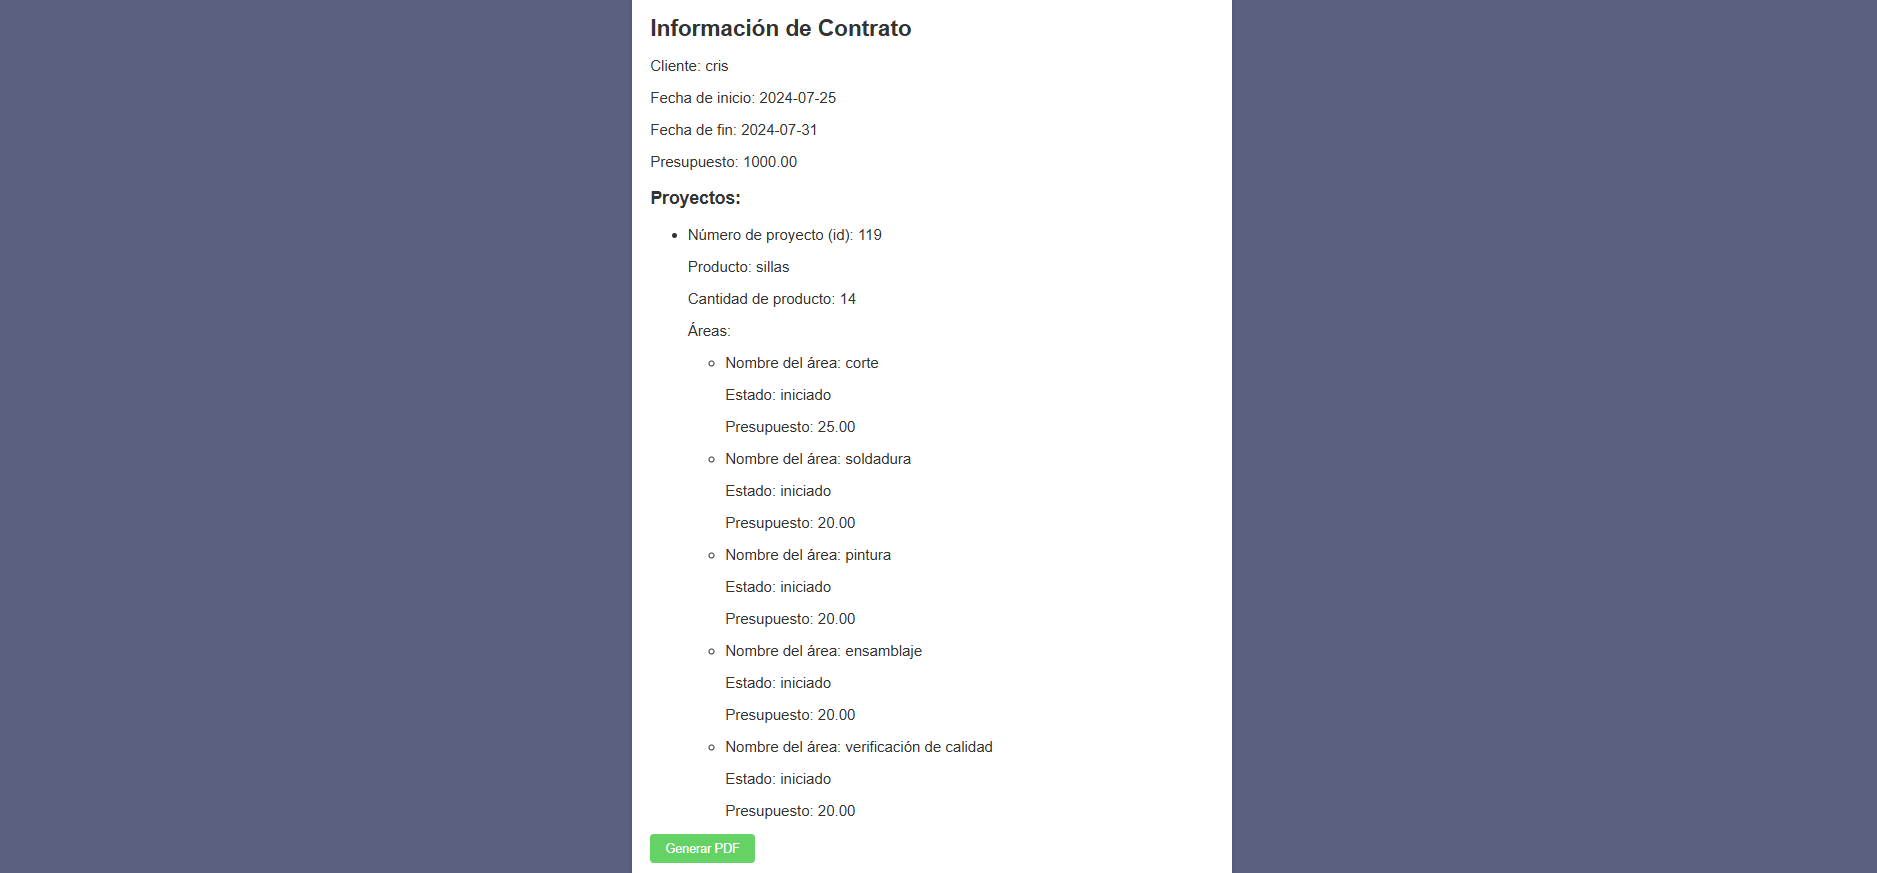 Información de Contrato
Cliente: cris
Fecha de inicio: 2024-07-25
Fecha de fin: 2024-07-31
Presupuesto: 1000.00
Proyectos:
Número de proyecto (id): 119
Producto: sillas
Cantidad de producto: 14
Áreas:
Nombre del área: corte
Estado: iniciado
Presupuesto: 25.00
Nombre del área: soldadura
Estado: iniciado
Presupuesto: 20.00
Nombre del área: pintura
Estado: iniciado
Presupuesto: 20.00
Nombre del área: ensamblaje
Estado: iniciado
Presupuesto: 20.00
Nombre del área: verificación de calidad
Estado: iniciado
Presupuesto: 20.00
Generar PDF